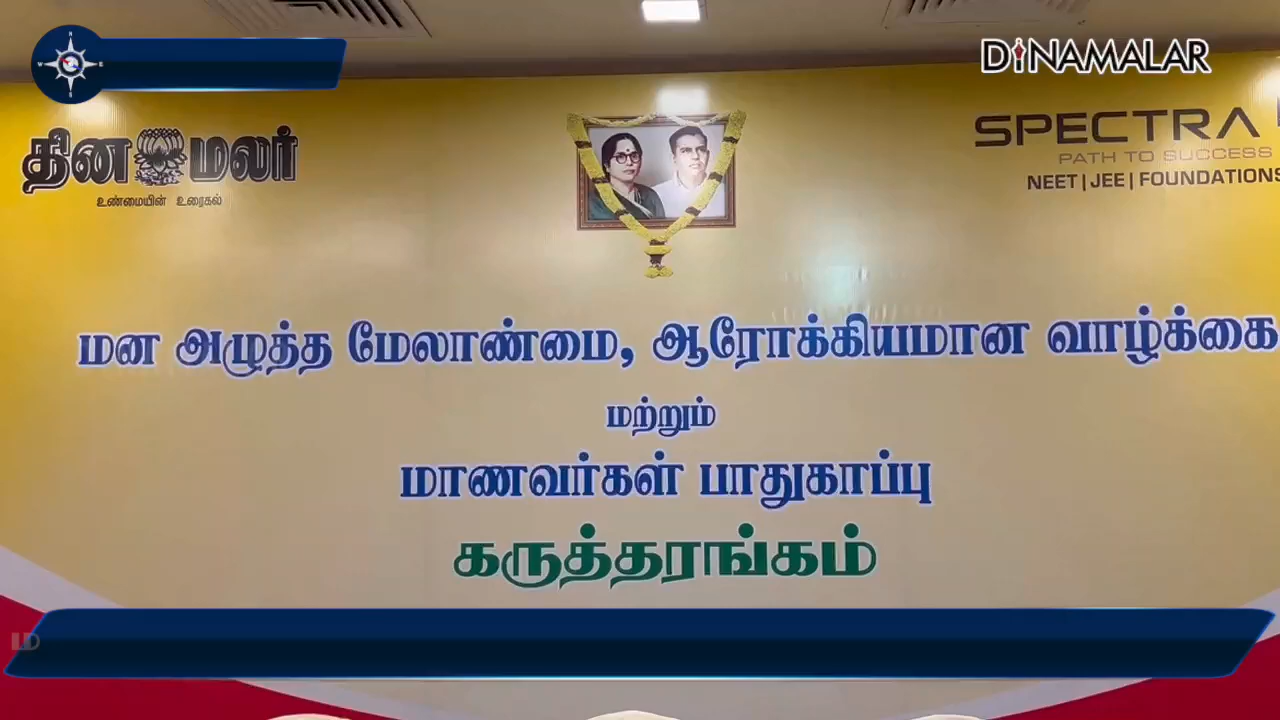 DINAMALAR
தினமலர்
உண்மையின் உரைகல்
SPECTRA
PATH TO SUCCESS
NEET | JEE | FOUNDATIONS
மன அழுத்த மேலாண்மை, ஆரோக்கியமான வாழ்க்கை
மற்றும்
மாணவர்கள் பாதுகாப்பு
கருத்தரங்கம்